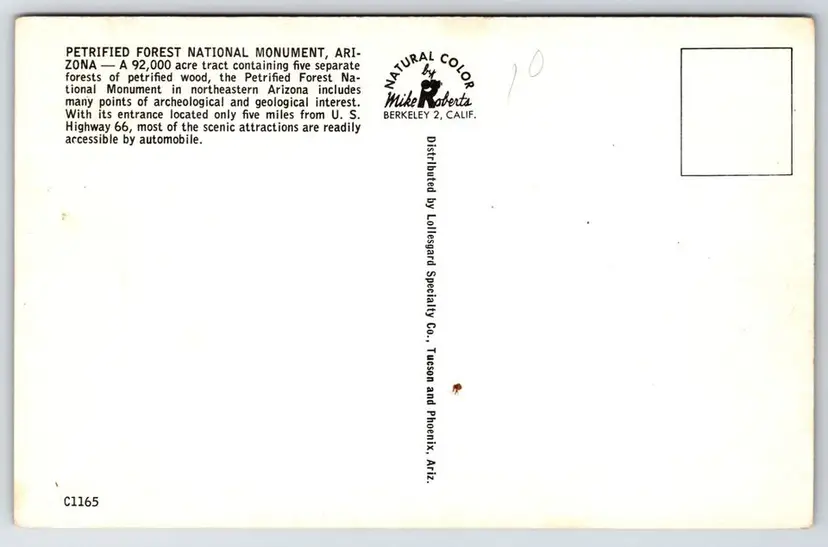 PETRIFIED FOREST NATIONAL MONUMENT, ARI-
ZONA — A 92,000 acre tract containing five separate
forests of petrified wood, the Petrified Forest Na-
tional Monument in northeastern Arizona includes
many points of archeological and geological interest.
With its entrance located only five miles from U. S.
Highway 66, most of the scenic attractions are readily
accessible by automobile.
NATURAL COLOR
by
Mike Roberts
BERKELEY 2, CALIF.
10
Distributed by Lollesgard Specialty Co., Tucson and Phoenix, Ariz.
C1165